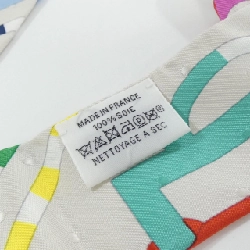 MADE IN FRANCE
100% SOIE
NETTOYAGE A SEC